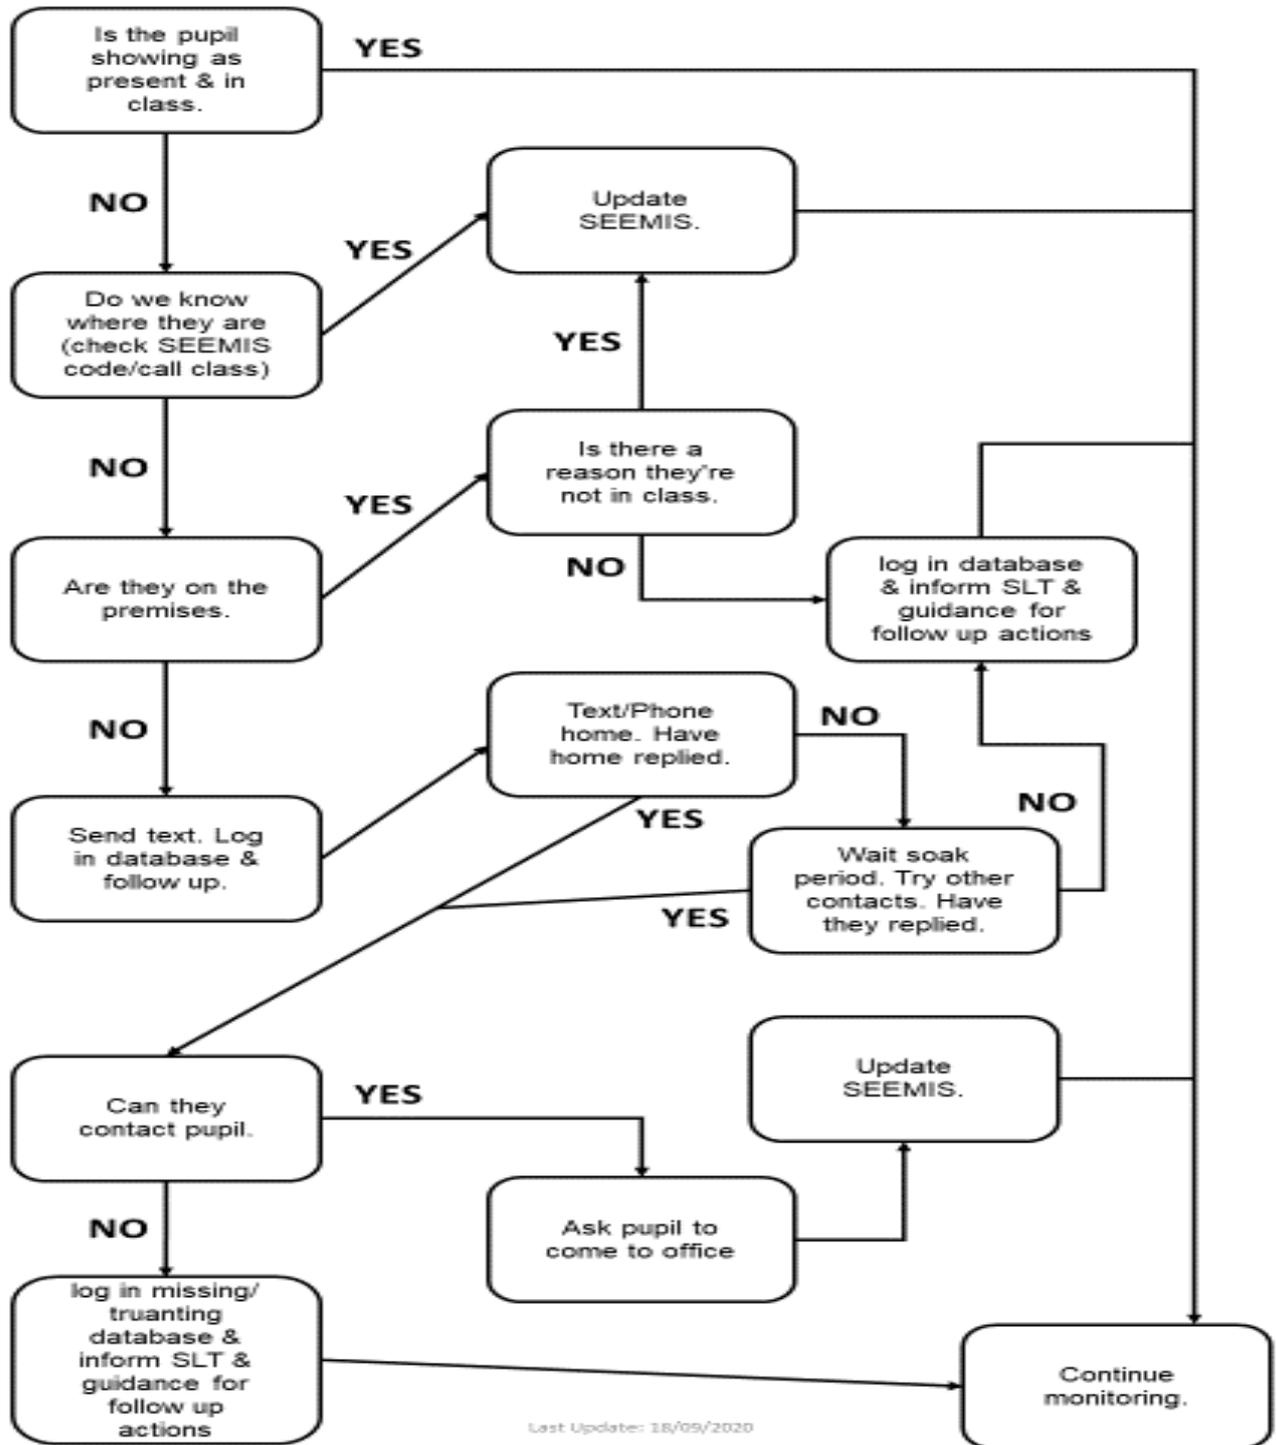 Is the pupil
showing as
present & in
class.
YES
NO
Update
SEEMIS.
YES
Do we know
where they are
(check SEEMIS
code/call class)
YES
NO
Is there a
reason they're
not in class.
YES
NO
Are they on the
premises.
log in database
& inform SLT &
guidance for
follow up actions
NO
Text/Phone
home. Have
home replied.
NO
YES
NO
Send text. Log
in database &
follow up.
Wait soak
period. Try other
contacts. Have
they replied.
YES
Update
SEEMIS.
Can they
contact pupil.
YES
NO
Ask pupil to
come to office
log in missing/
truanting
database &
inform SLT &
guidance for
follow up
actions
Continue
monitoring.
Last Update: 18/09/2020